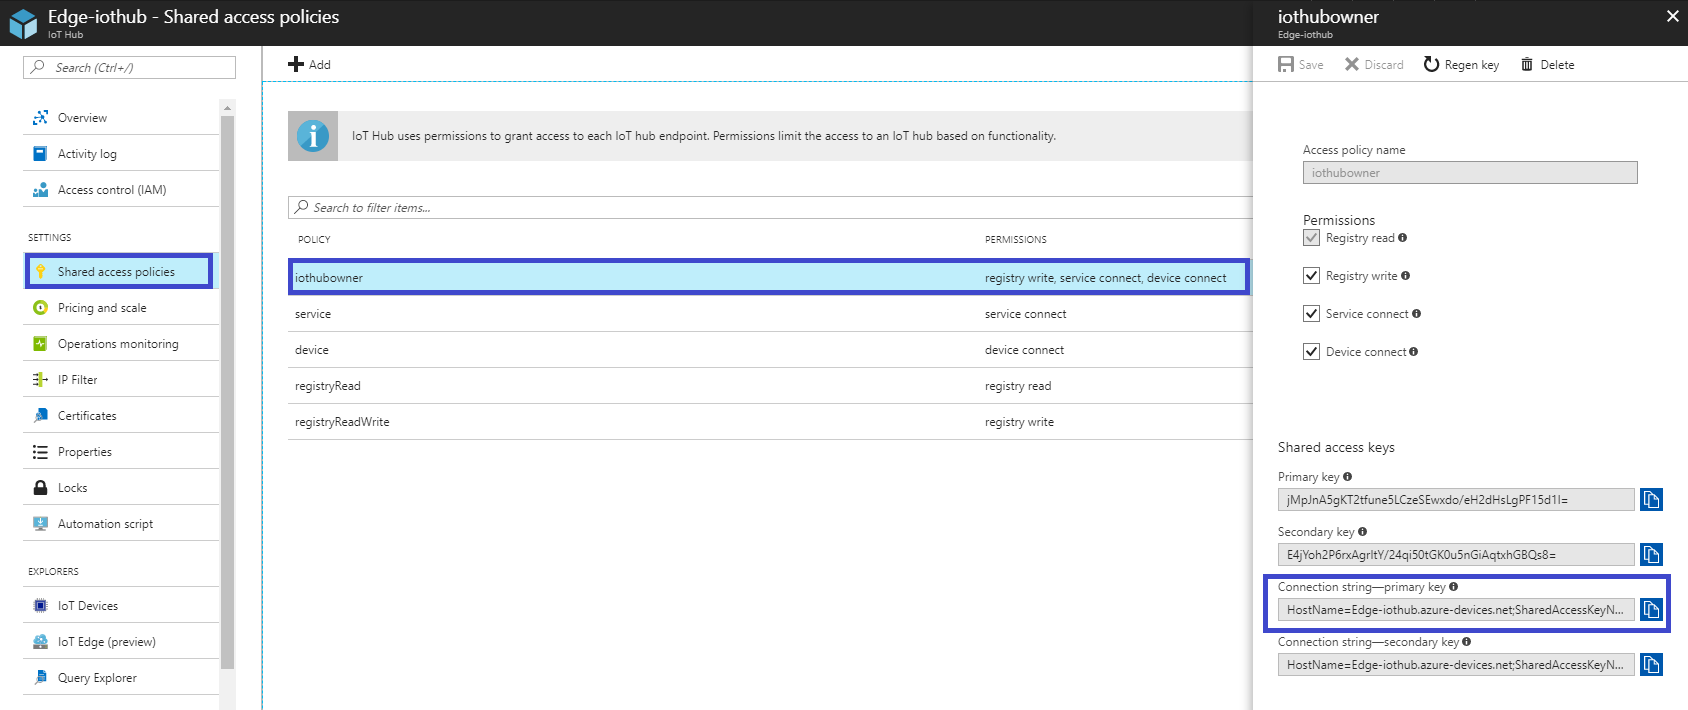 Edge-iothub - Shared access policies
IoT Hub
Search (Ctrl+/)
Overview
Activity log
Access control (IAM)
SETTINGS
Shared access policies
Pricing and scale
Operations monitoring
IP Filter
Certificates
Properties
Locks
Automation script
EXPLORERS
IoT Devices
IoT Edge (preview)
Query Explorer
Add
IoT Hub uses permissions to grant access to each IoT hub endpoint. Permissions limit the access to an IoT hub based on functionality.
Search to filter items...
POLICY PERMISSIONS
iothubowner registry write, service connect, device connect
service service connect
device device connect
registryRead registry read
registryReadWrite registry write
iothubowner
Edge-iothub
Save Discard Regen key Delete
Access policy name
iothubowner
Permissions
Registry read
Registry write
Service connect
Device connect
Shared access keys
Primary key
jMpJnA5gKT2tfune5LCzeSEwxdo/eH2dHsLgPF15d1I=
Secondary key
E4jYoh2P6rxAgrItY/24qi50tGK0u5nGiAqtxhGBQs8=
Connection string—primary key
HostName=Edge-iothub.azure-devices.net;SharedAccessKeyN...
Connection string—secondary key
HostName=Edge-iothub.azure-devices.net;SharedAccessKeyN...